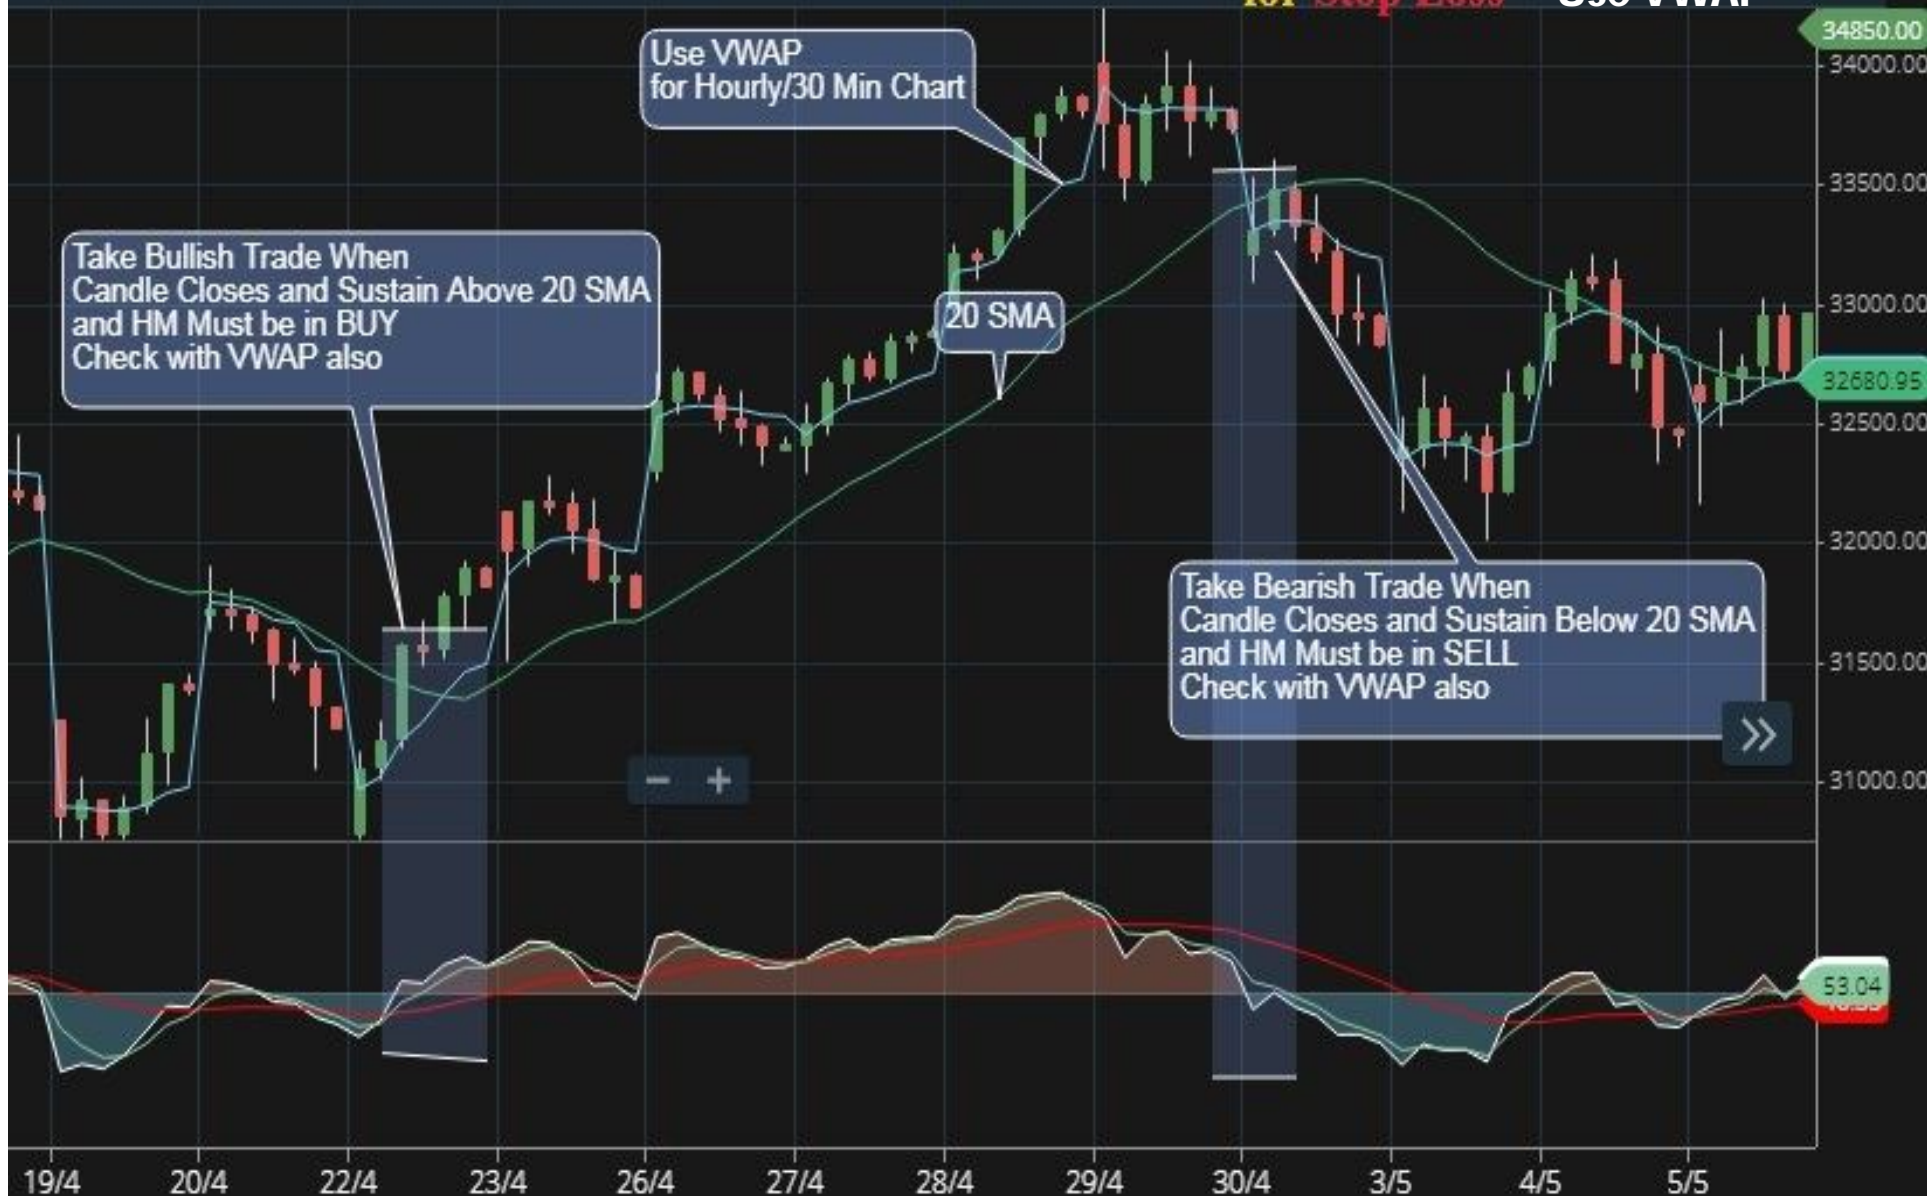 for Stop Loss Use VWAP
34850.00
Use VWAP
for Hourly/30 Min Chart
34000.00
33500.00
Take Bullish Trade When
Candle Closes and Sustain Above 20 SMA
and HM Must be in BUY
Check with VWAP also
33000.00
20 SMA
32680.95
32500.00
32000.00
Take Bearish Trade When
Candle Closes and Sustain Below 20 SMA
and HM Must be in SELL
Check with VWAP also
31500.00
31000.00
53.04
19/4 20/4 22/4 23/4 26/4 27/4 28/4 29/4 30/4 3/5 4/5 5/5